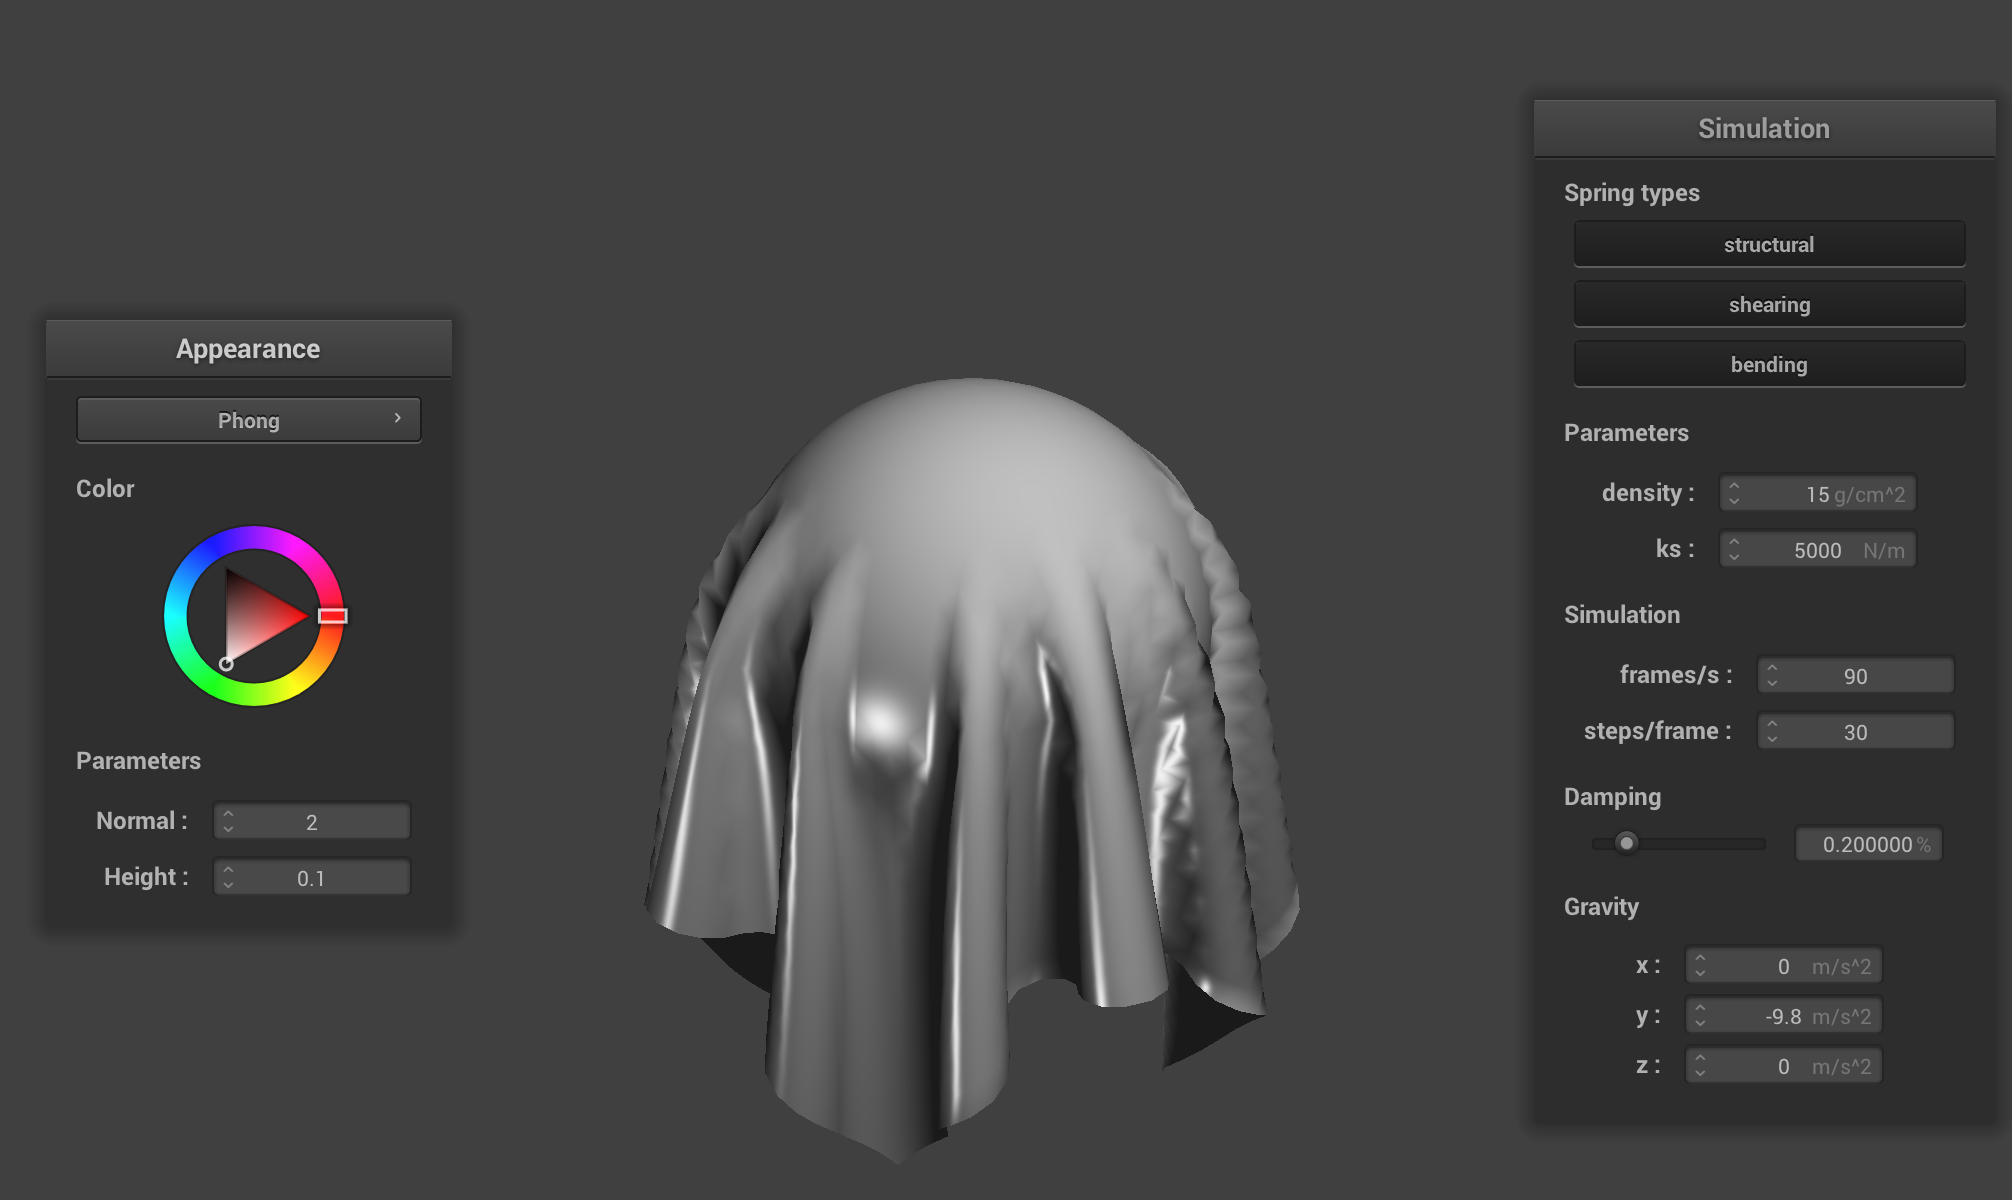 Appearance
Phong
Color
Parameters
Normal : 2
Height : 0.1
Simulation
Spring types
structural
shearing
bending
Parameters
density : 15 g/cm^2
ks : 5000 N/m
Simulation
frames/s : 90
steps/frame : 30
Damping
0.200000 %
Gravity
x : 0 m/s^2
y : -9.8 m/s^2
z : 0 m/s^2